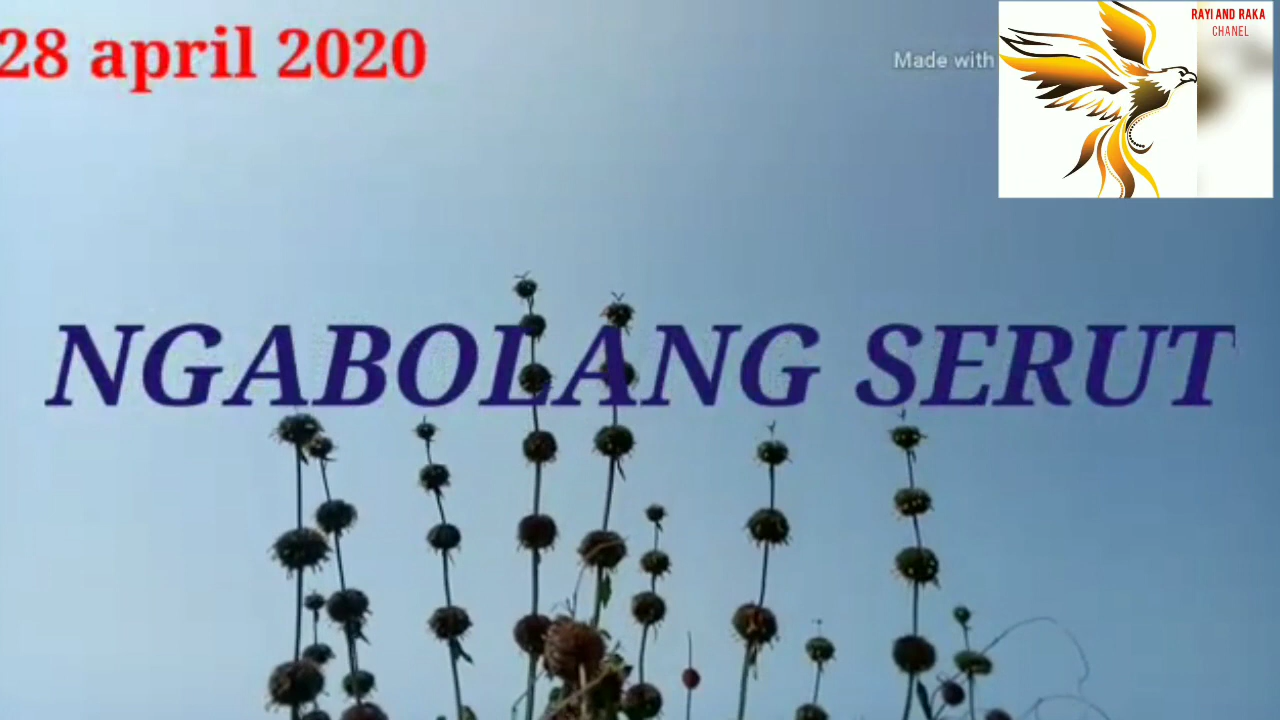 28 april 2020
Made with
RAYI AND RAKA
CHANEL
NGABOLANG SERUT